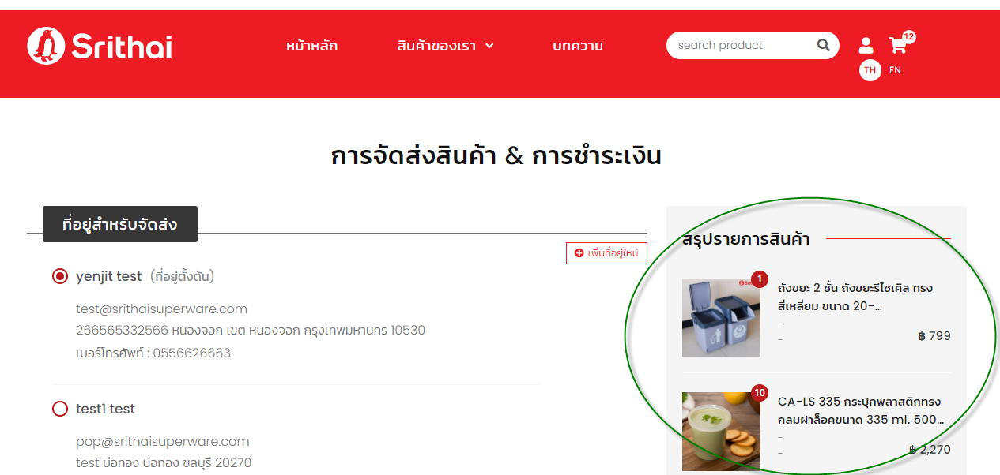 Srithai
หน้าหลัก
สินค้าของเรา
บทความ
search product
12
TH
EN
การจัดส่งสินค้า & การชำระเงิน
ที่อยู่สำหรับจัดส่ง
เพิ่มที่อยู่ใหม่
yenjit test (ที่อยู่ตั้งต้น)
test@srithaisuperware.com
266565332566 หนองจอก เขต หนองจอก กรุงเทพมหานคร 10530
เบอร์โทรศัพท์ : 0556626663
test1 test
pop@srithaisuperware.com
test บ่อทอง บ่อทอง ชลบุรี 20270
สรุปรายการสินค้า
1
ถังขยะ 2 ชั้น ถังขยะรีไซเคิล ทรง
สี่เหลี่ยม ขนาด 20-...
-
-
฿ 799
10
CA-LS 335 กระปุกพลาสติกทรง
กลมฝาล็อคขนาด 335 ml. 500...
-
-
฿ 2,270